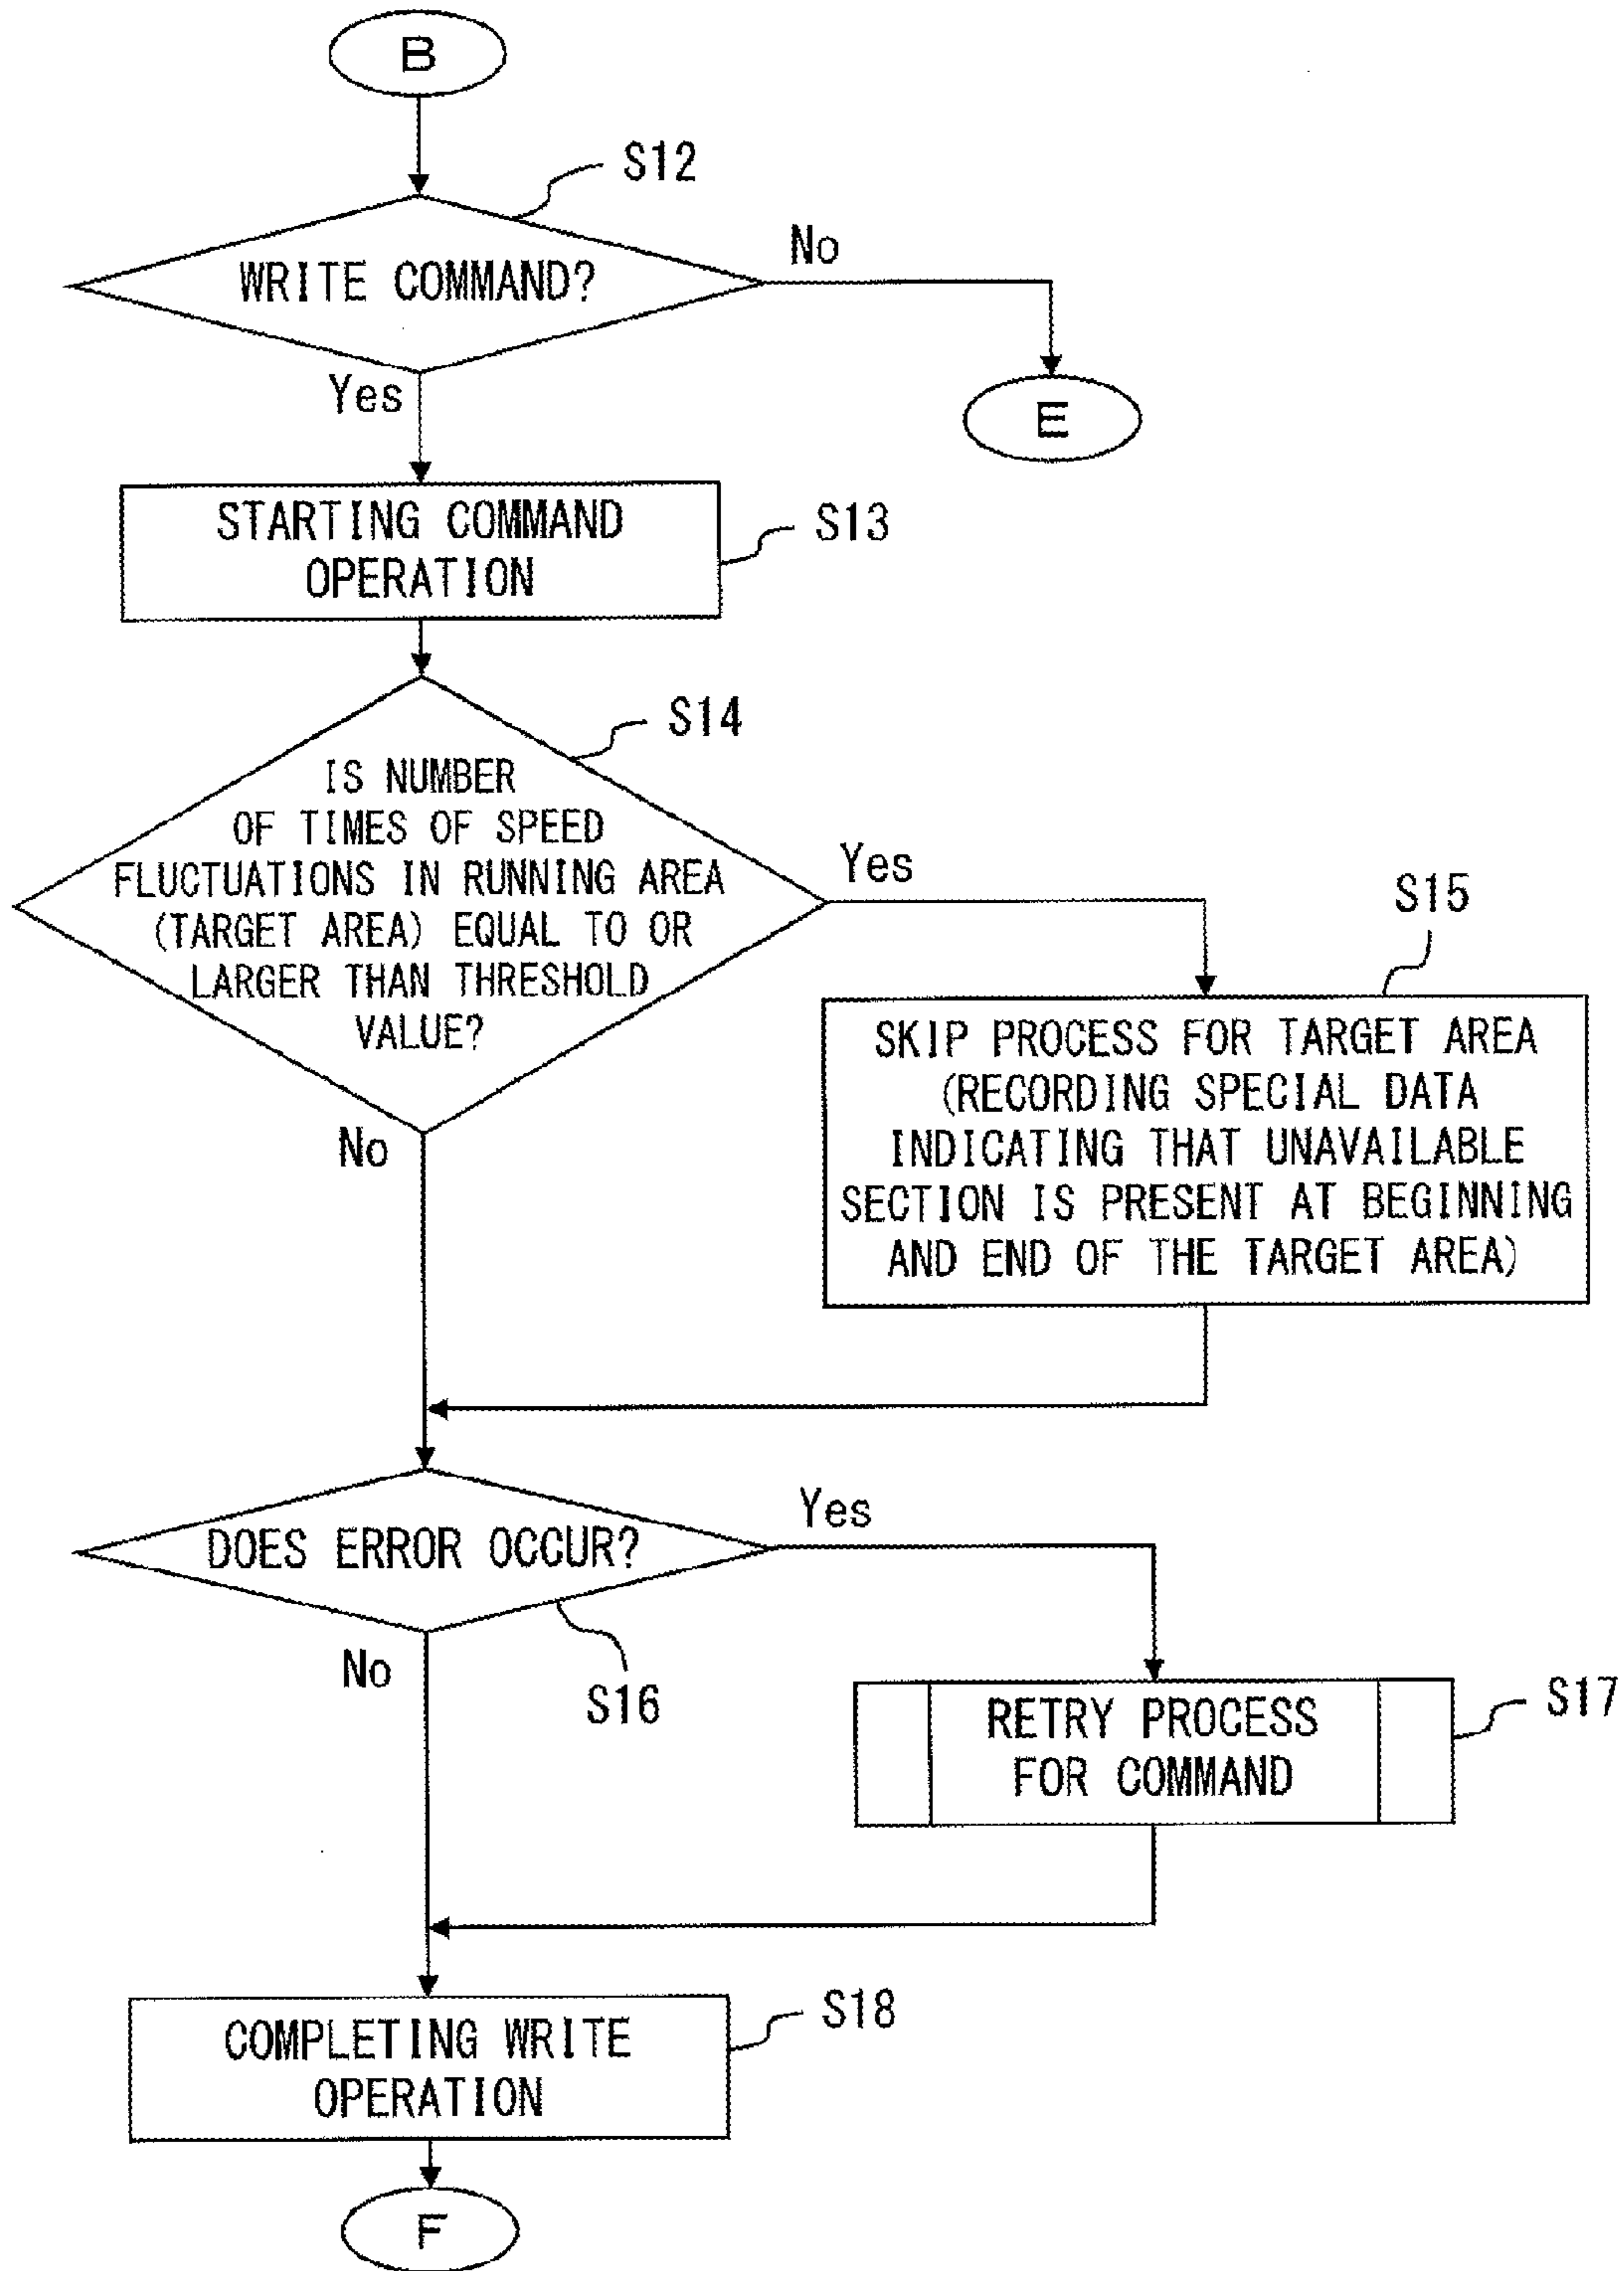 B
S12
WRITE COMMAND?
No
Yes
E
STARTING COMMAND
OPERATION
S13
S14
IS NUMBER
OF TIMES OF SPEED
FLUCTUATIONS IN RUNNING AREA
(TARGET AREA) EQUAL TO OR
LARGER THAN THRESHOLD
VALUE?
Yes
No
S15
SKIP PROCESS FOR TARGET AREA
(RECORDING SPECIAL DATA
INDICATING THAT UNAVAILABLE
SECTION IS PRESENT AT BEGINNING
AND END OF THE TARGET AREA)
DOES ERROR OCCUR?
Yes
No
S16
RETRY PROCESS
FOR COMMAND
S17
COMPLETING WRITE
OPERATION
S18
F